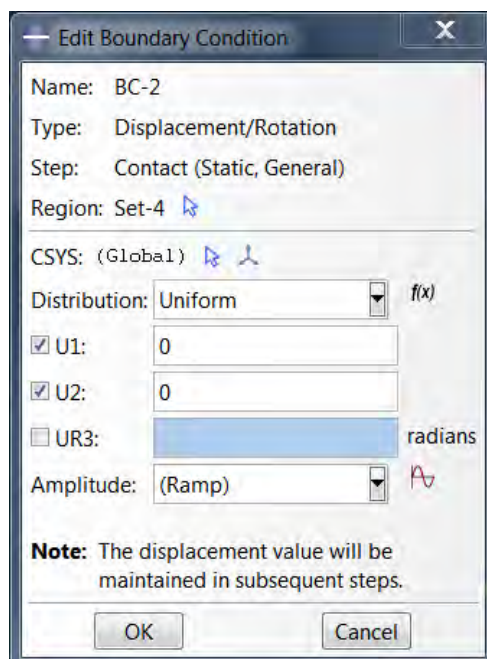 Edit Boundary Condition X
Name: BC-2
Type: Displacement/Rotation
Step: Contact (Static, General)
Region: Set-4
CSYS: (Global)
Distribution: Uniform f(x)
U1: 0
U2: 0
UR3: radians
Amplitude: (Ramp)
Note: The displacement value will be
maintained in subsequent steps.
OK Cancel